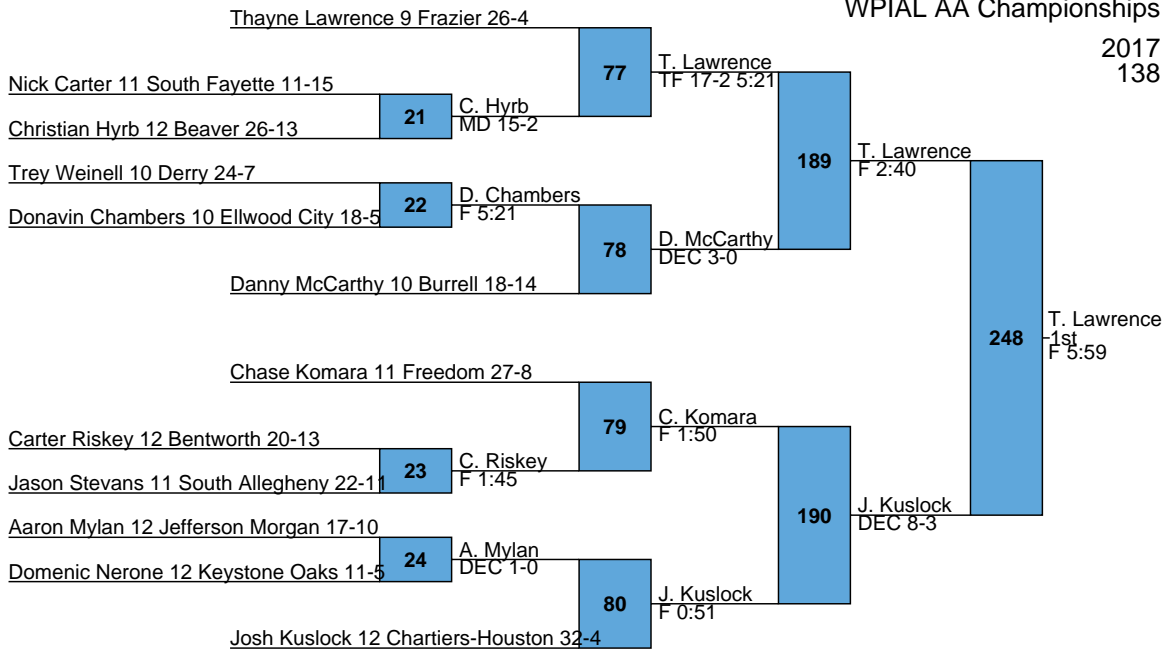 WPIAL AA Championships
2017
138
Thayne Lawrence 9 Frazier 26-4
77
T. Lawrence
TF 17-2 5:21
Nick Carter 11 South Fayette 11-15
21
C. Hyrb
MD 15-2
Christian Hyrb 12 Beaver 26-13
189
T. Lawrence
F 2:40
Trey Weinell 10 Derry 24-7
22
D. Chambers
F 5:21
Donavin Chambers 10 Ellwood City 18-5
78
D. McCarthy
DEC 3-0
Danny McCarthy 10 Burrell 18-14
248
T. Lawrence
1st
F 5:59
Chase Komara 11 Freedom 27-8
79
C. Komara
F 1:50
Carter Riskey 12 Bentworth 20-13
23
C. Riskey
F 1:45
Jason Stevans 11 South Allegheny 22-11
190
J. Kuslock
DEC 8-3
Aaron Mylan 12 Jefferson Morgan 17-10
24
A. Mylan
DEC 1-0
Domenic Nerone 12 Keystone Oaks 11-5
80
J. Kuslock
F 0:51
Josh Kuslock 12 Chartiers-Houston 32-4